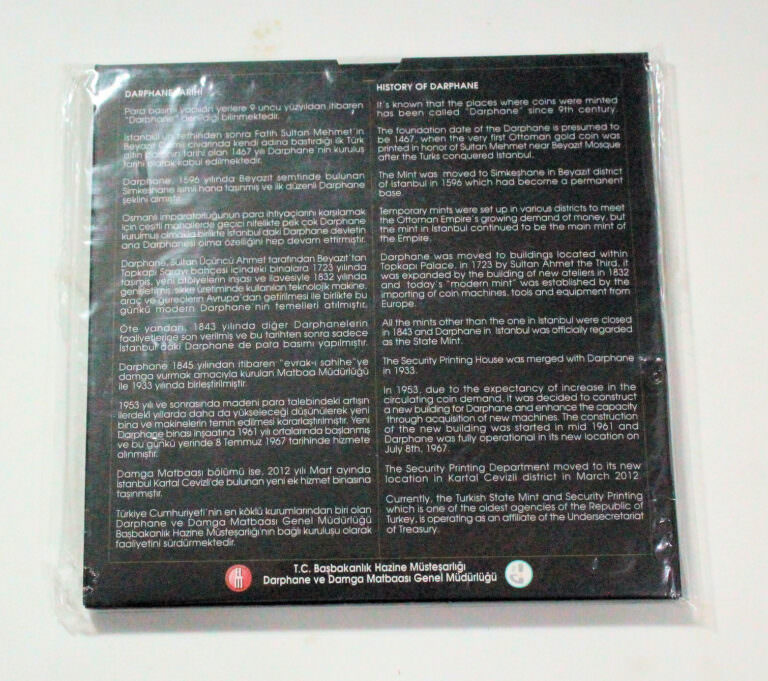 DARPHANE TARİHİ
Para basımı yapılan yerlere 9 uncu yüzyıldan itibaren
"Darphane" denildiği bilinmektedir.
İstanbul'un fethinden sonra Fatih Sultan Mehmet'in
Beyazıt Camii civarında kendi adına bastırdığı ilk Türk
altın parasının tarihi olan 1467 yılı Darphane'nin kuruluş
tarihi olarak kabul edilmektedir.
Darphane, 1596 yılında Beyazıt semtinde bulunan
Simkeşhane isimli hana taşınmış ve ilk düzenli Darphane
şeklini almıştır.
Osmanlı imparatorluğunun para ihtiyaçlarını karşılamak
için çeşitli mahallerde geçici nitelikte pek çok Darphane
kurulmuş olmakla birlikte İstanbul'daki Darphane devletin
ana Darphanesi olma özelliğini hep devam ettirmiştir.
Darphane, Sultan Üçüncü Ahmet tarafından Beyazıt'tan
Topkapı Sarayı bahçesi içindeki binalara 1723 yılında
taşımış, yeni atölyelerin inşası ve ilavesiyle 1832 yılında
genişletmiş, sikke üretiminde kullanılan teknolojik makine,
araç ve gereçlerin Avrupa'dan getirilmesi ile birlikte bu
günkü modern Darphane'nin temelleri atılmıştır.
Öte yandan, 1843 yılında diğer Darphanelerin
faaliyetlerine son verilmiş ve bu tarihten sonra sadece
İstanbul'daki Darphane de para basımı yapılmıştır.
Darphane 1845 yılından itibaren "evrak-ı sahihe"ye
damga vurmak amacıyla kurulan Matbaa Müdürlüğü
ile 1933 yılında birleştirilmiştir.
1953 yılı ve sonrasında madeni para talebindeki artışın
ilerdeki yıllarda daha da yükseleceği düşünülerek yeni
bina ve makinelerin temin edilmesi kararlaştırılmıştır. Yeni
Darphane binası inşaatına 1961 yılı ortalarında başlanmış
ve bu günkü yerinde 8 Temmuz 1967 tarihinde hizmete
alınmıştır.
Damga Matbaası bölümü ise, 2012 yılı Mart ayında
İstanbul Kartal Cevizli'de bulunan yeni ek hizmet binasına
taşınmıştır.
Türkiye Cumhuriyeti'nin en köklü kurumlarından biri olan
Darphane ve Damga Matbaası Genel Müdürlüğü
Başbakanlık Hazine Müsteşarlığı'nın bağlı kuruluşu olarak
faaliyetini sürdürmektedir.
HISTORY OF DARPHANE
It's known that the places where coins were minted
has been called "Darphane" since 9th century.
The foundation date of the Darphane is presumed to
be 1467, when the very first Ottoman gold coin was
printed in honor of Sultan Mehmet near Beyazıt Mosque
after the Turks conquered Istanbul.
The Mint was moved to Simkeşhane in Beyazıt district
of Istanbul in 1596 which had become a permanent
base.
Temporary mints were set up in various districts to meet
the Ottoman Empire's growing demand of money, but
the mint in Istanbul continued to be the main mint of
the Empire.
Darphane was moved to buildings located within
Topkapı Palace, in 1723 by Sultan Ahmet the Third, it
was expanded by the building of new ateliers in 1832
and today's "modern mint" was established by the
importing of coin machines, tools and equipment from
Europe.
All the mints other than the one in Istanbul were closed
in 1843 and Darphane in Istanbul was officially regarded
as the State Mint.
The Security Printing House was merged with Darphane
in 1933.
In 1953, due to the expectancy of increase in the
circulating coin demand, it was decided to construct
a new building for Darphane and enhance the capacity
through acquisition of new machines. The construction
of the new building was started in mid 1961 and
Darphane was fully operational in its new location on
July 8th, 1967.
The Security Printing Department moved to its new
location in Kartal Cevizli district in March 2012.
Currently, the Turkish State Mint and Security Printing
which is one of the oldest agencies of the Republic of
Turkey, is operating as an affiliate of the Undersecretariat
of Treasury.
T.C. Başbakanlık Hazine Müsteşarlığı
Darphane ve Damga Matbaası Genel Müdürlüğü